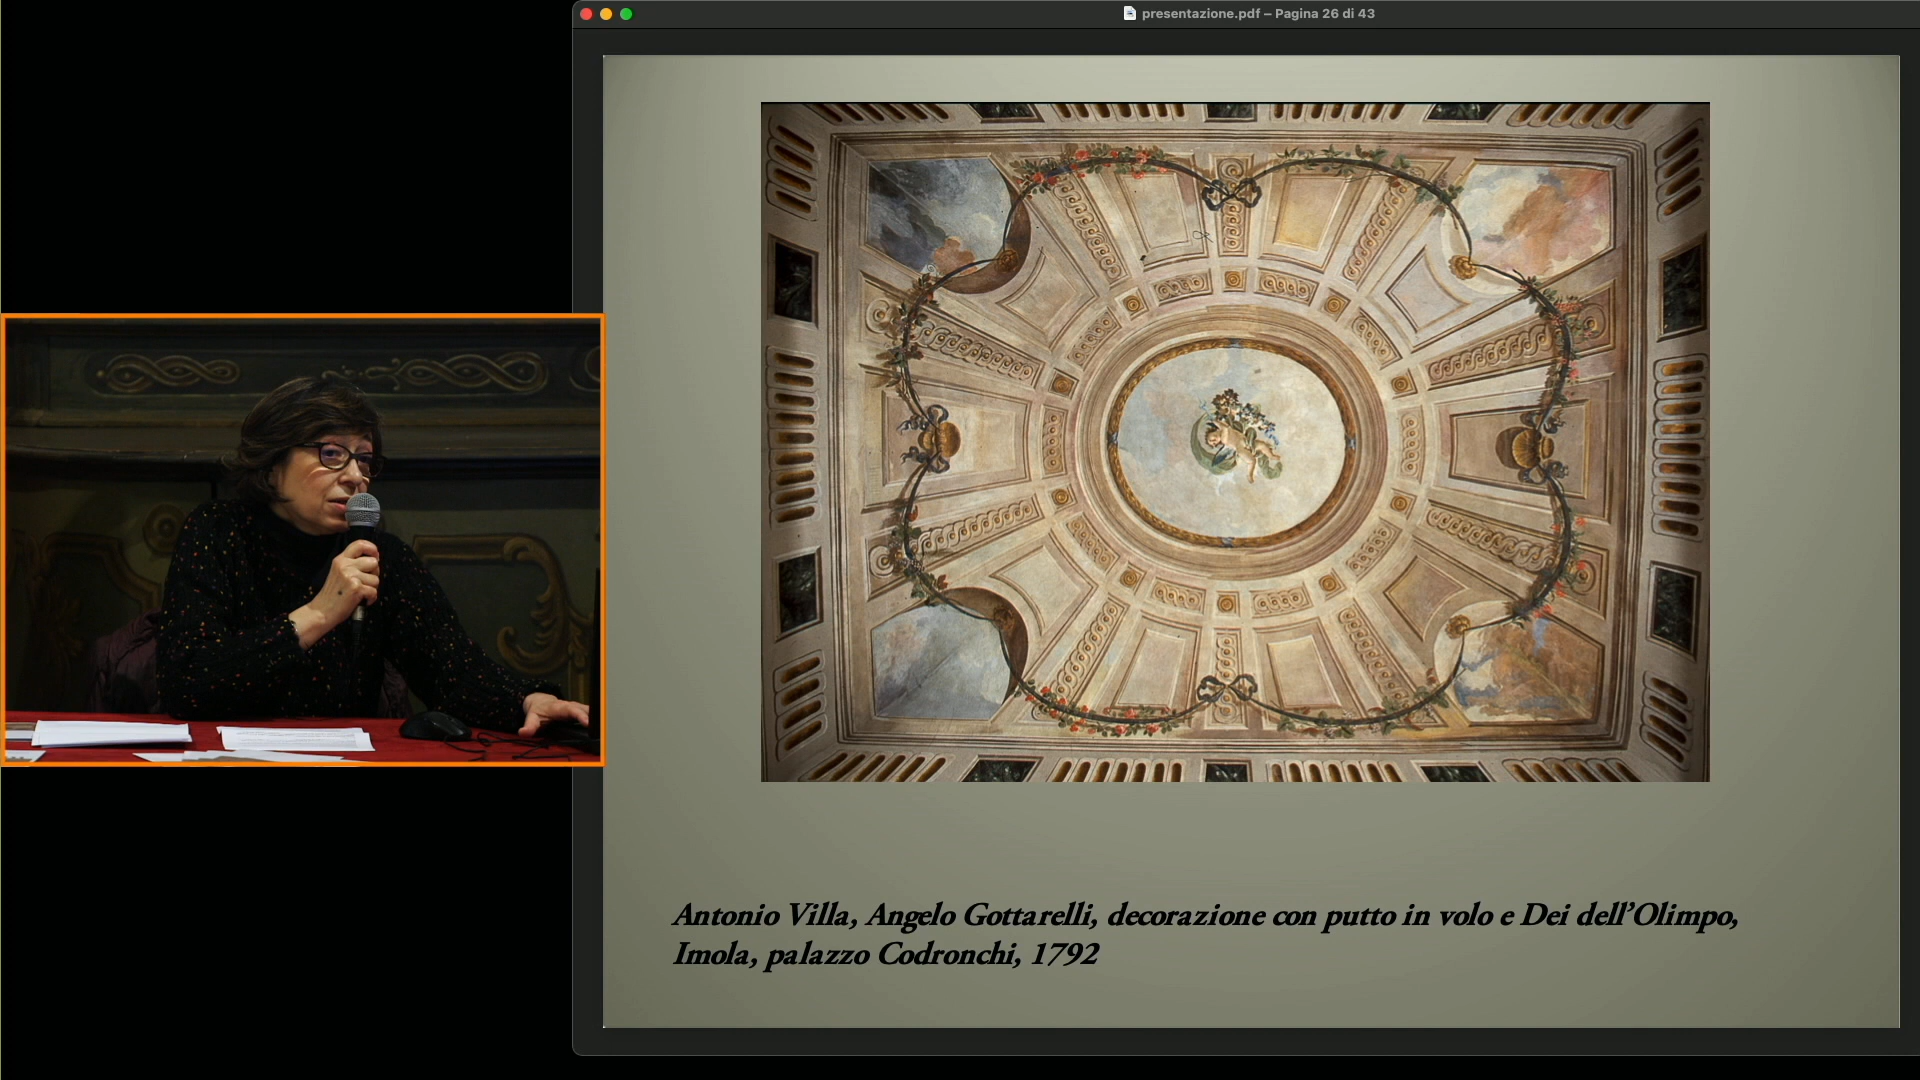 presentazione.pdf – Pagina 26 di 43
Antonio Villa, Angelo Gottarelli, decorazione con putto in volo e Dei dell’Olimpo,
Imola, palazzo Codronchi, 1792